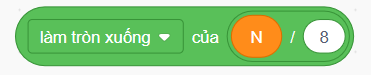 làm tròn xuống của N / 8